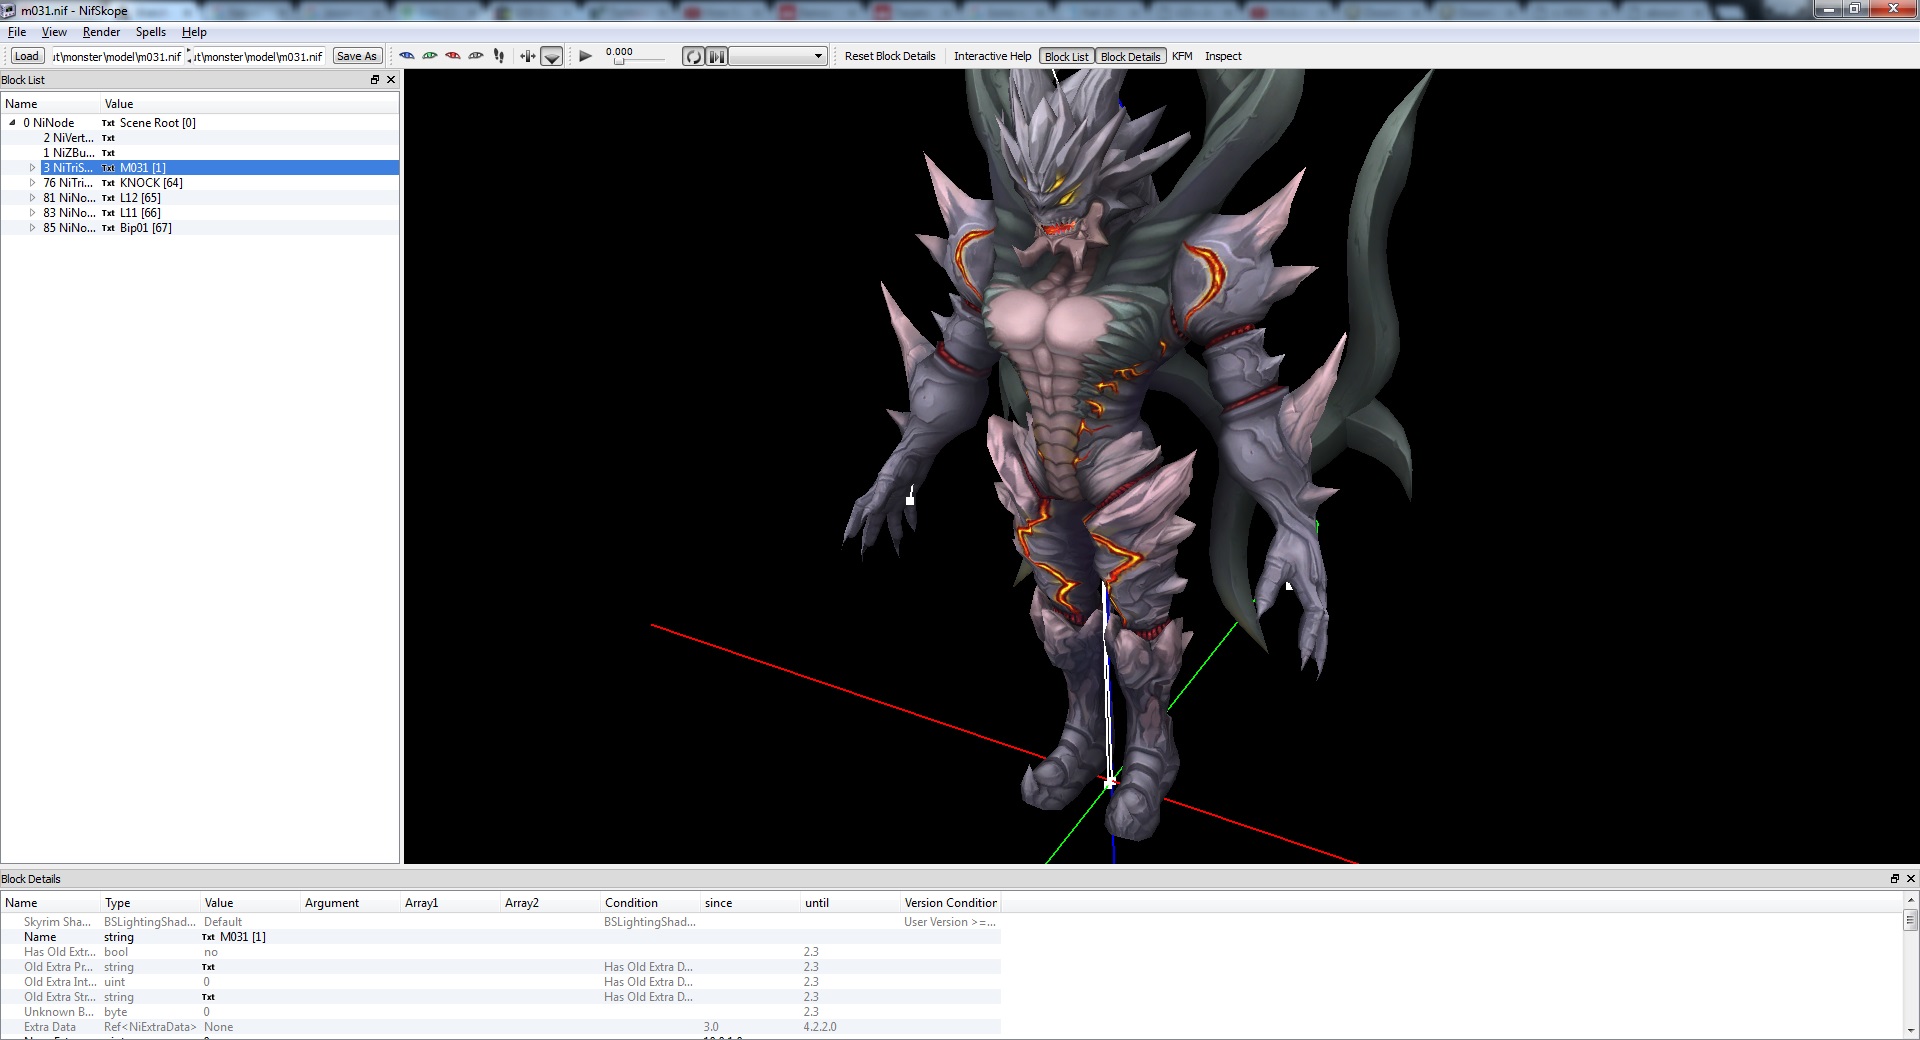 m031.nif - NifSkope
File View Render Spells Help
Load ut\monster\model\m031.nif ut\monster\model\m031.nif Save As 0.000 Reset Block Details Interactive Help Block List Block Details KFM Inspect
Block List
Name Value
0 NiNode Txt Scene Root [0]
2 NiVert... Txt
1 NiZBu... Txt
3 NiTriS... Txt M031 [1]
76 NiTri... Txt KNOCK [64]
81 NiNo... Txt L12 [65]
83 NiNo... Txt L11 [66]
85 NiNo... Txt Bip01 [67]
Block Details
Name Type Value Argument Array1 Array2 Condition since until Version Condition
Skyrim Sha... BSLightingShad... Default BSLightingShad... User Version >=...
Name string Txt M031 [1]
Has Old Extr... bool no 2.3
Old Extra Pr... string Txt Has Old Extra D... 2.3
Old Extra Int... uint 0 Has Old Extra D... 2.3
Old Extra Str... string Txt Has Old Extra D... 2.3
Unknown B... byte 0 2.3
Extra Data Ref<NiExtraData> None 3.0 4.2.2.0